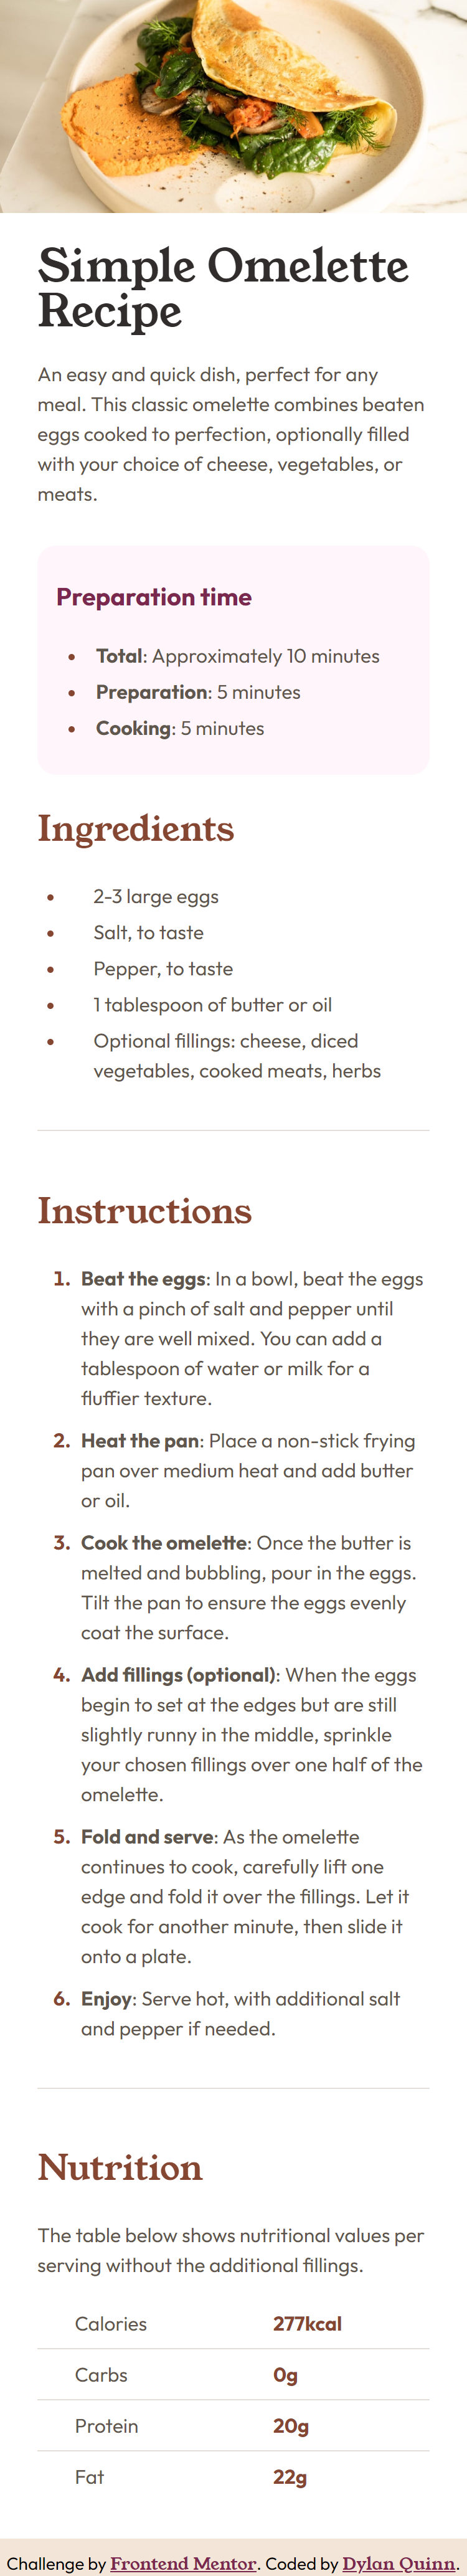 Simple Omelette
Recipe
An easy and quick dish, perfect for any
meal. This classic omelette combines beaten
eggs cooked to perfection, optionally filled
with your choice of cheese, vegetables, or
meats.
Preparation time
• Total: Approximately 10 minutes
• Preparation: 5 minutes
• Cooking: 5 minutes
Ingredients
• 2-3 large eggs
• Salt, to taste
• Pepper, to taste
• 1 tablespoon of butter or oil
• Optional fillings: cheese, diced
vegetables, cooked meats, herbs
Instructions
1. Beat the eggs: In a bowl, beat the eggs
with a pinch of salt and pepper until
they are well mixed. You can add a
tablespoon of water or milk for a
fluffier texture.
2. Heat the pan: Place a non-stick frying
pan over medium heat and add butter
or oil.
3. Cook the omelette: Once the butter is
melted and bubbling, pour in the eggs.
Tilt the pan to ensure the eggs evenly
coat the surface.
4. Add fillings (optional): When the eggs
begin to set at the edges but are still
slightly runny in the middle, sprinkle
your chosen fillings over one half of the
omelette.
5. Fold and serve: As the omelette
continues to cook, carefully lift one
edge and fold it over the fillings. Let it
cook for another minute, then slide it
onto a plate.
6. Enjoy: Serve hot, with additional salt
and pepper if needed.
Nutrition
The table below shows nutritional values per
serving without the additional fillings.
Calories 277kcal
Carbs 0g
Protein 20g
Fat 22g
Challenge by Frontend Mentor. Coded by Dylan Quinn.